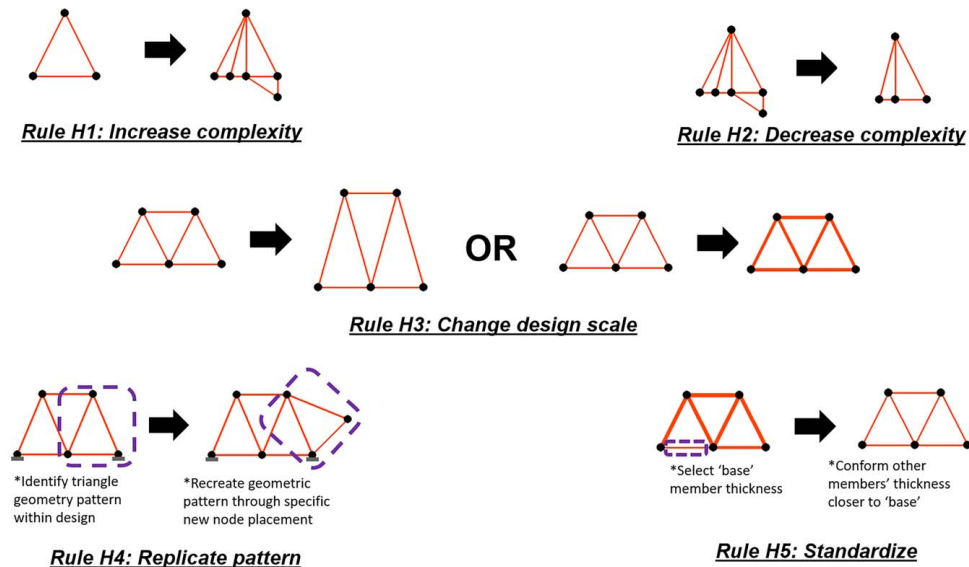 Rule H1: Increase complexity
Rule H2: Decrease complexity
OR
Rule H3: Change design scale
*Identify triangle
geometry pattern
within design
*Recreate geometric
pattern through specific
new node placement
Rule H4: Replicate pattern
*Select ‘base’
member thickness
*Conform other
members’ thickness
closer to ‘base’
Rule H5: Standardize